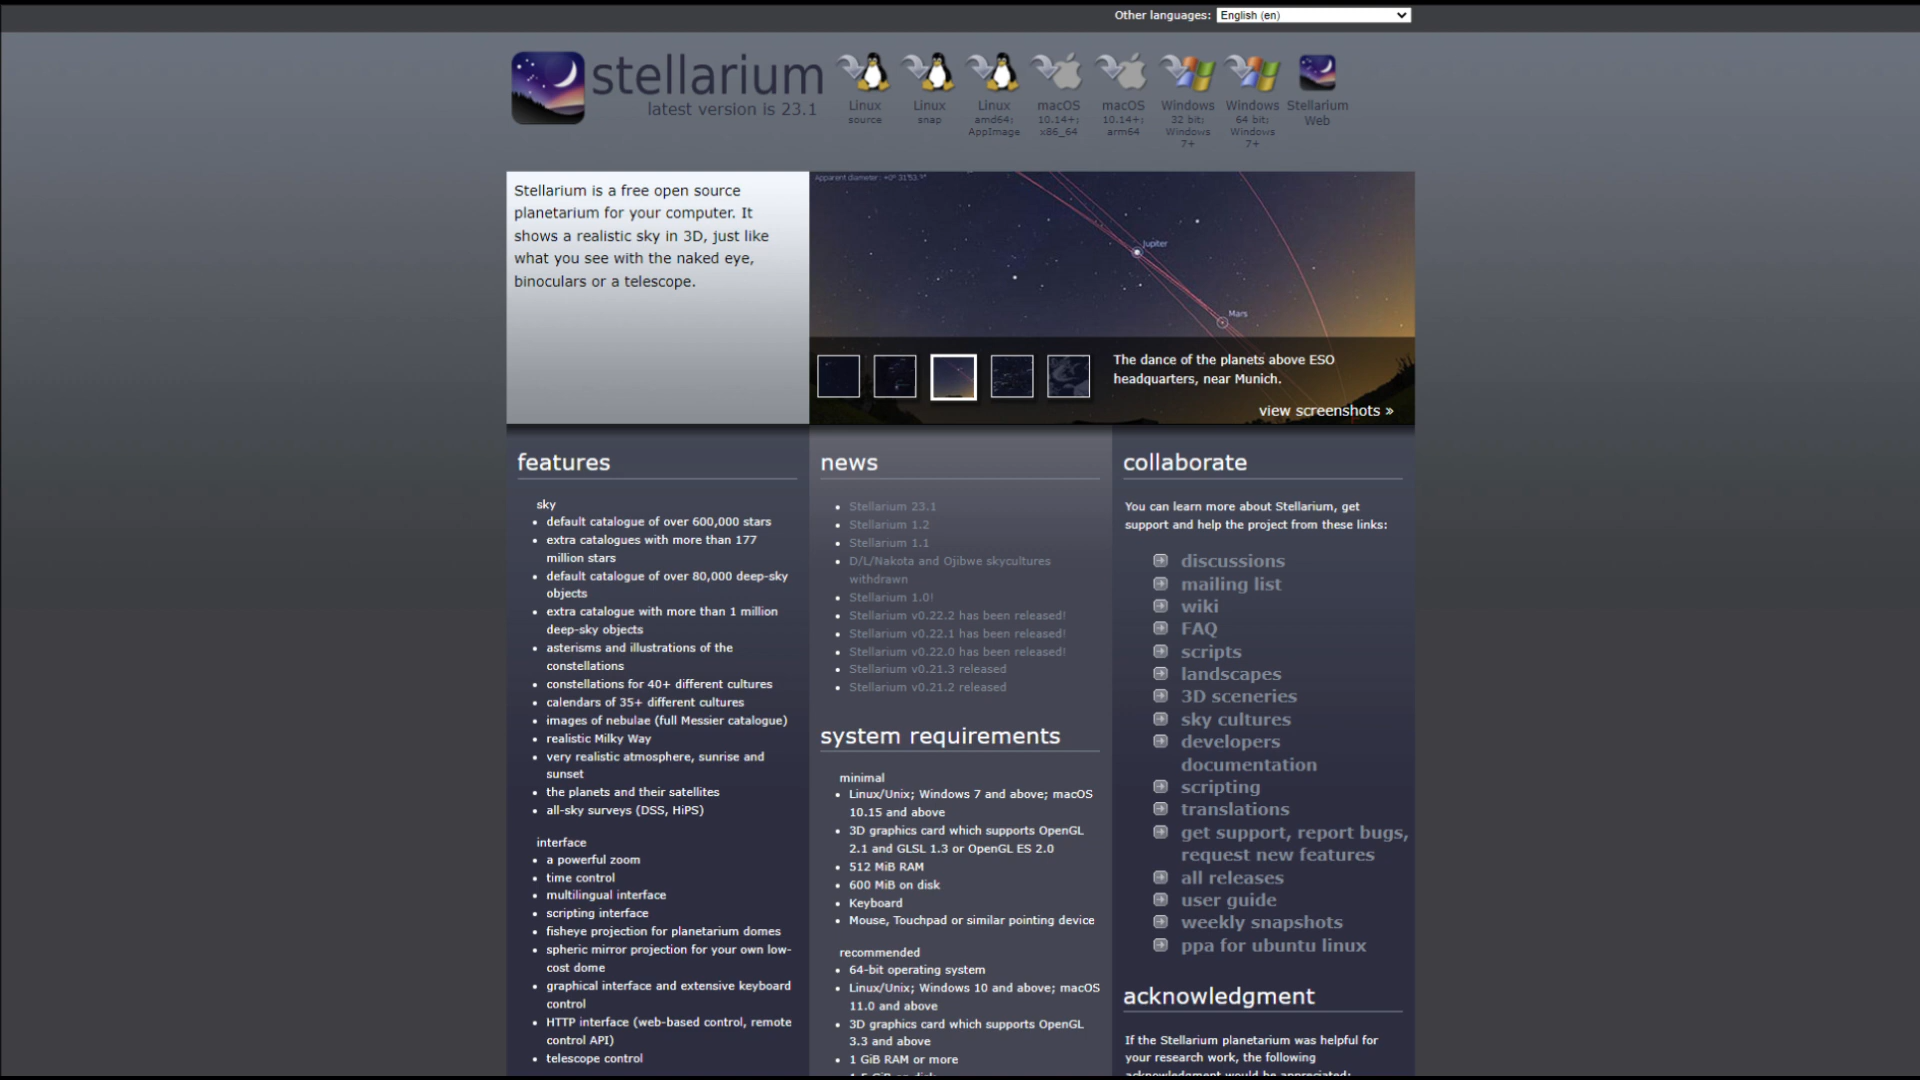 Other languages: English (en)
stellarium
latest version is 23.1
Linux
source
Linux
snap
Linux
amd64;
AppImage
macOS
10.14+;
x86_64
macOS
10.14+;
arm64
Windows
32 bit;
Windows
7+
Windows
64 bit;
Windows
7+
Stellarium
Web
Stellarium is a free open source
planetarium for your computer. It
shows a realistic sky in 3D, just like
what you see with the naked eye,
binoculars or a telescope.
Apparent diameter: +0° 31'53.
Jupiter
Mars
The dance of the planets above ESO
headquarters, near Munich.
view screenshots »
features
sky
default catalogue of over 600,000 stars
extra catalogues with more than 177
million stars
default catalogue of over 80,000 deep-sky
objects
extra catalogue with more than 1 million
deep-sky objects
asterisms and illustrations of the
constellations
constellations for 40+ different cultures
calendars of 35+ different cultures
images of nebulae (full Messier catalogue)
realistic Milky Way
very realistic atmosphere, sunrise and
sunset
the planets and their satellites
all-sky surveys (DSS, HiPS)
interface
a powerful zoom
time control
multilingual interface
scripting interface
fisheye projection for planetarium domes
spheric mirror projection for your own low-
cost dome
graphical interface and extensive keyboard
control
HTTP interface (web-based control, remote
control API)
telescope control
news
Stellarium 23.1
Stellarium 1.2
Stellarium 1.1
D/L/Nakota and Ojibwe skycultures
withdrawn
Stellarium 1.0!
Stellarium v0.22.2 has been released!
Stellarium v0.22.1 has been released!
Stellarium v0.22.0 has been released!
Stellarium v0.21.3 released
Stellarium v0.21.2 released
system requirements
minimal
Linux/Unix; Windows 7 and above; macOS
10.15 and above
3D graphics card which supports OpenGL
2.1 and GLSL 1.3 or OpenGL ES 2.0
512 MiB RAM
600 MiB on disk
Keyboard
Mouse, Touchpad or similar pointing device
recommended
64-bit operating system
Linux/Unix; Windows 10 and above; macOS
11.0 and above
3D graphics card which supports OpenGL
3.3 and above
1 GiB RAM or more
1.5 GiB on disk
collaborate
You can learn more about Stellarium, get
support and help the project from these links:
discussions
mailing list
wiki
FAQ
scripts
landscapes
3D sceneries
sky cultures
developers
documentation
scripting
translations
get support, report bugs,
request new features
all releases
user guide
weekly snapshots
ppa for ubuntu linux
acknowledgment
If the Stellarium planetarium was helpful for
your research work, the following
acknowledgment would be appreciated: